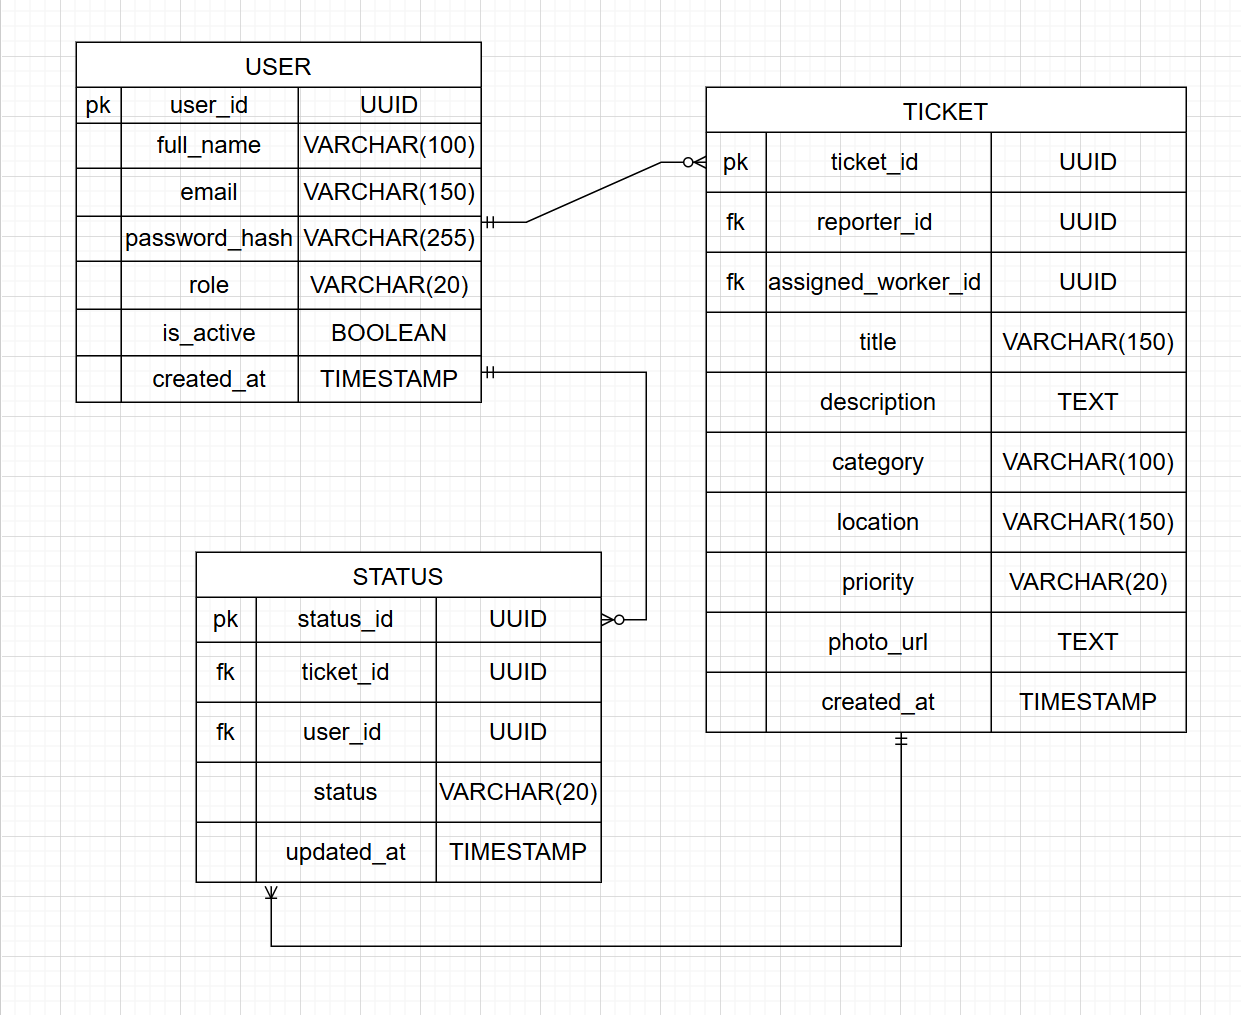 USER
pk user_id UUID
full_name VARCHAR(100)
email VARCHAR(150)
password_hash VARCHAR(255)
role VARCHAR(20)
is_active BOOLEAN
created_at TIMESTAMP
TICKET
pk ticket_id UUID
fk reporter_id UUID
fk assigned_worker_id UUID
title VARCHAR(150)
description TEXT
category VARCHAR(100)
location VARCHAR(150)
priority VARCHAR(20)
photo_url TEXT
created_at TIMESTAMP
STATUS
pk status_id UUID
fk ticket_id UUID
fk user_id UUID
status VARCHAR(20)
updated_at TIMESTAMP